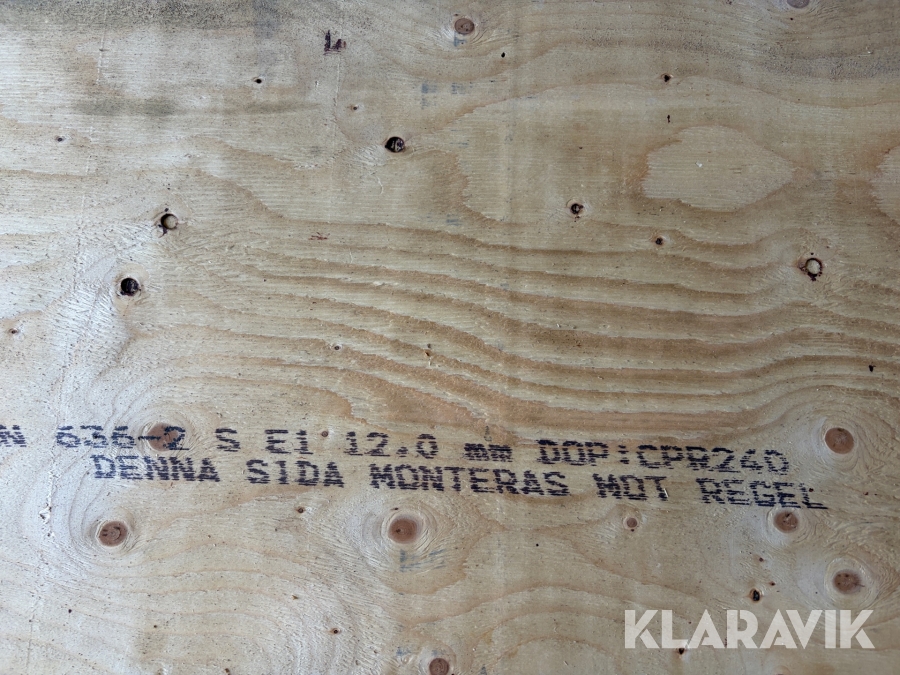 N 636-2 S E1 12.0 mm DOP:CPR240
DENNA SIDA MONTERAS MOT REGEL
KLARAVIK